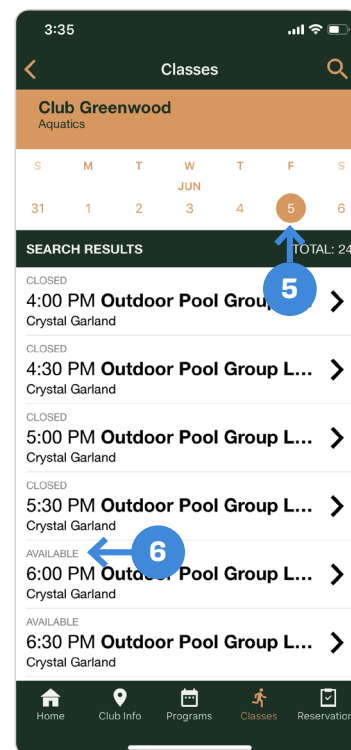 3:35
Classes
Club Greenwood
Aquatics
S M T W T F S
JUN
31 1 2 3 4 5 6
SEARCH RESULTS TOTAL: 24
5
CLOSED
4:00 PM Outdoor Pool Group
Crystal Garland
CLOSED
4:30 PM Outdoor Pool Group L...
Crystal Garland
CLOSED
5:00 PM Outdoor Pool Group L...
Crystal Garland
CLOSED
5:30 PM Outdoor Pool Group L...
Crystal Garland
AVAILABLE
6
6:00 PM Outdoor Pool Group L...
Crystal Garland
AVAILABLE
6:30 PM Outdoor Pool Group L...
Crystal Garland
Home Club Info Programs Classes Reservation